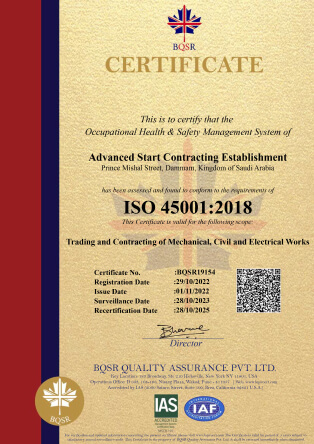 BQSR
CERTIFICATE
This is to certify that the
Occupational Health & Safety Management System of
Advanced Start Contracting Establishment
Prince Mishal Street, Dammam, Kingdom of Saudi Arabia
has been assessed and found to conform to the requirements of
ISO 45001:2018
This Certificate is valid for the following scope:
Trading and Contracting of Mechanical, Civil and Electrical Works
Certificate No. :BQSR19154
Registration Date :29/10/2022
Issue Date :01/11/2022
Surveillance Date :28/10/2023
Recertification Date :28/10/2025
Director
BQSR QUALITY ASSURANCE PVT. LTD.
BQSR
IAS
ACCREDITED
IAF